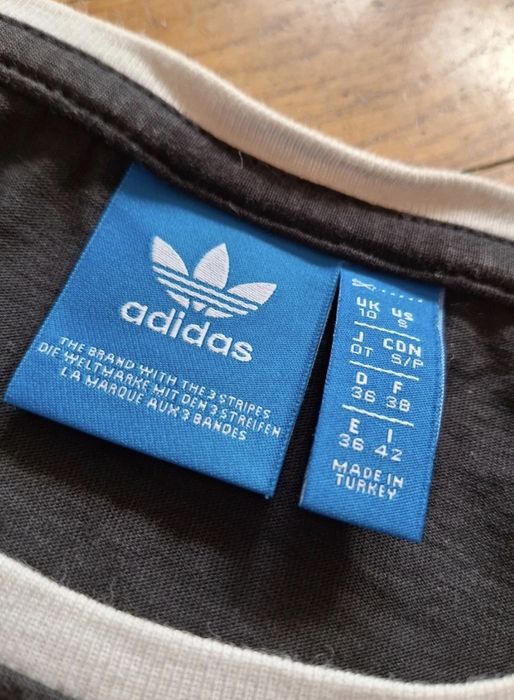 adidas
THE BRAND WITH THE 3 STRIPES
DIE WELTMARKE MIT DEN 3 STREIFEN
LA MARQUE AUX 3 BANDES
UK US
10 S
J CDN
OT S/P
D F
36 38
E I
36 42
MADE IN
TURKEY